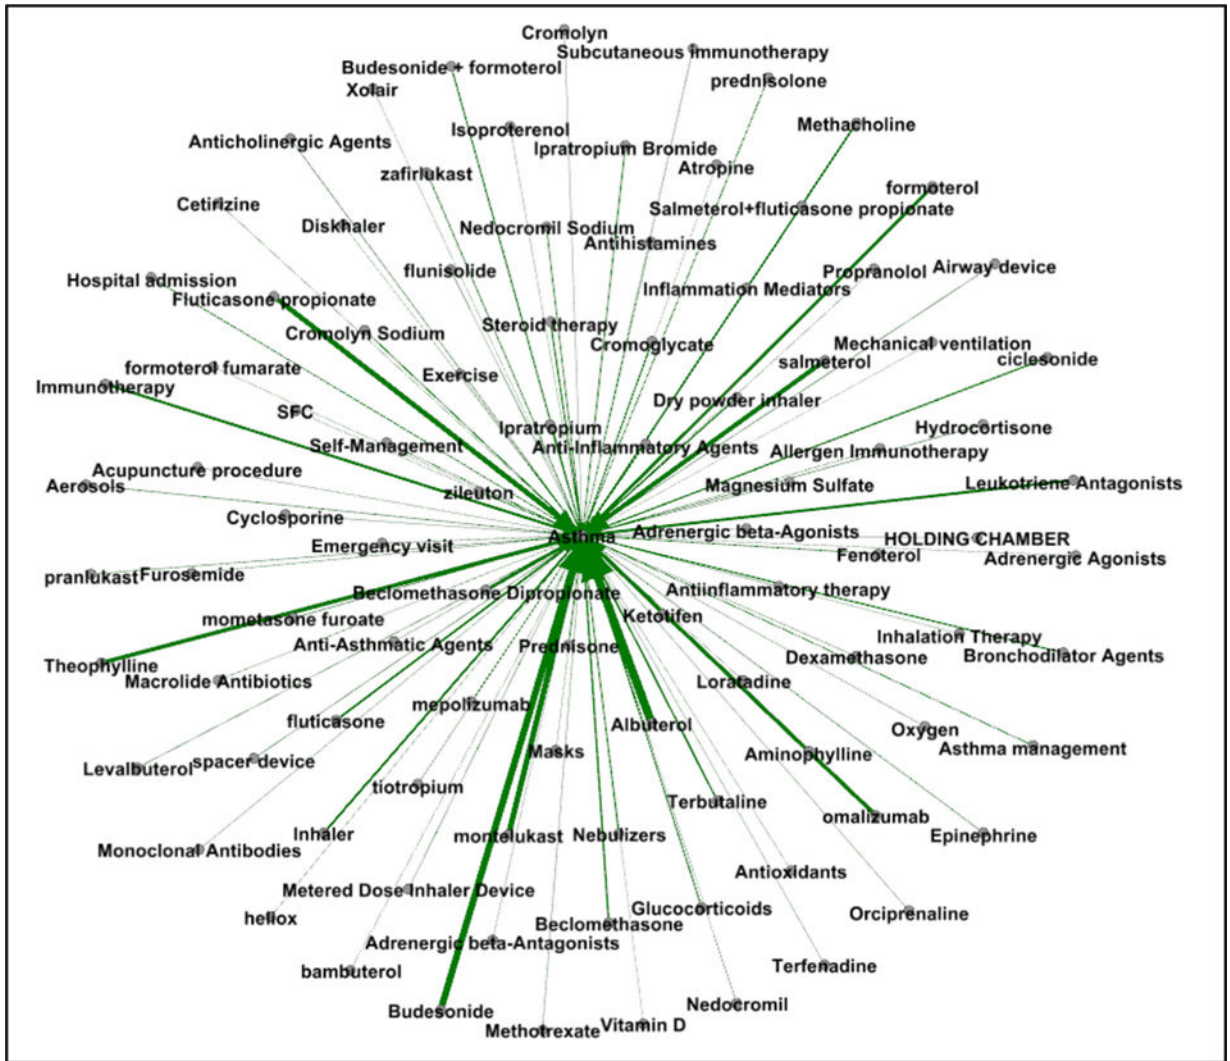 Cromolyn
Subcutaneous immunotherapy
Budesonide + formoterol
prednisolone
Xolair
Methacholine
Isoproterenol
Anticholinergic Agents
Ipratropium Bromide
Atropine
zafirlukast
formoterol
Cetirizine
Salmeterol+fluticasone propionate
Diskhaler
Nedocromil Sodium
Antihistamines
Airway device
flunisolide
Propranolol
Hospital admission
Inflammation Mediators
Fluticasone propionate
Steroid therapy
Cromolyn Sodium
Cromoglycate
Mechanical ventilation
ciclesonide
salmeterol
formoterol fumarate
Exercise
Immunotherapy
Dry powder inhaler
SFC
Ipratropium
Hydrocortisone
Self-Management
Anti-Inflammatory Agents
Allergen Immunotherapy
Acupuncture procedure
Leukotriene Antagonists
Aerosols
zileuton
Magnesium Sulfate
Cyclosporine
Adrenergic beta-Agonists
Asthma
HOLDING CHAMBER
Emergency visit
Fenoterol
Adrenergic Agonists
pranlukast
Furosemide
Antiinflammatory therapy
Beclomethasone Dipropionate
mometasone furoate
Ketotifen
Inhalation Therapy
Anti-Asthmatic Agents
Prednisone
Bronchodilator Agents
Dexamethasone
Theophylline
Macrolide Antibiotics
Loratadine
mepolizumab
fluticasone
Albuterol
Oxygen
Asthma management
Masks
Aminophylline
spacer device
Levalbuterol
tiotropium
Terbutaline
omalizumab
Inhaler
montelukast
Nebulizers
Epinephrine
Monoclonal Antibodies
Antioxidants
Metered Dose Inhaler Device
Glucocorticoids
Orciprenaline
heliox
Beclomethasone
Adrenergic beta-Antagonists
Terfenadine
bambuterol
Nedocromil
Budesonide
Vitamin D
Methotrexate